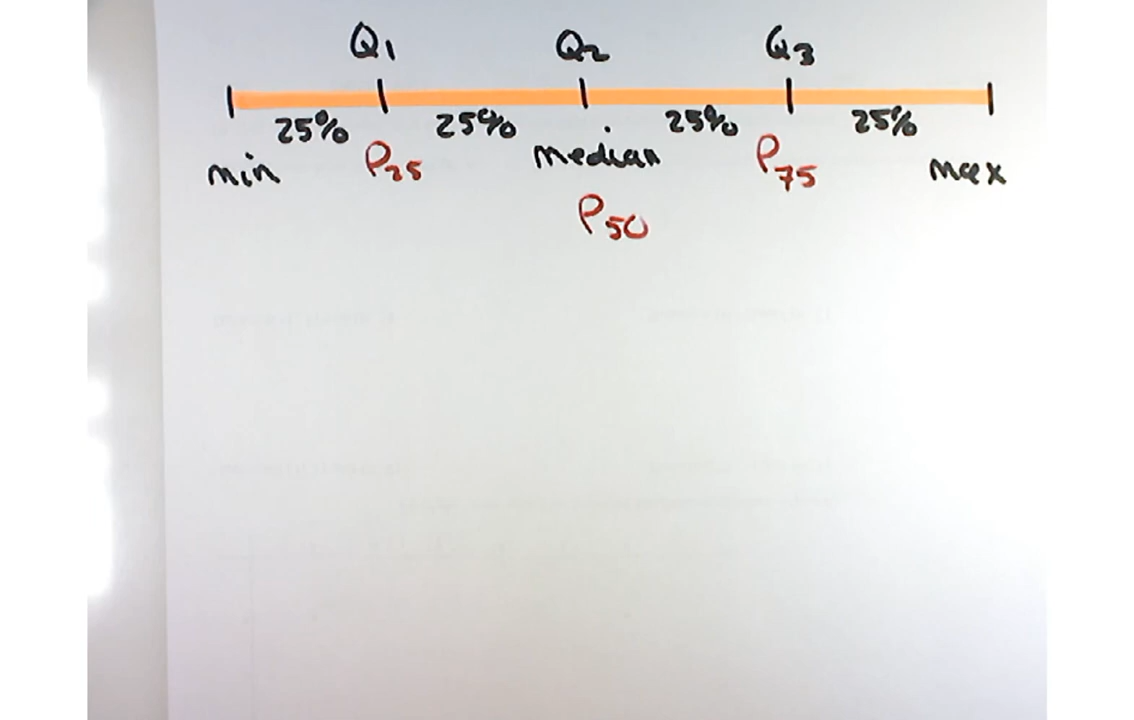 Q1 Q2 Q3
25% 25% 25% 25%
min P25 median P75 max
P50